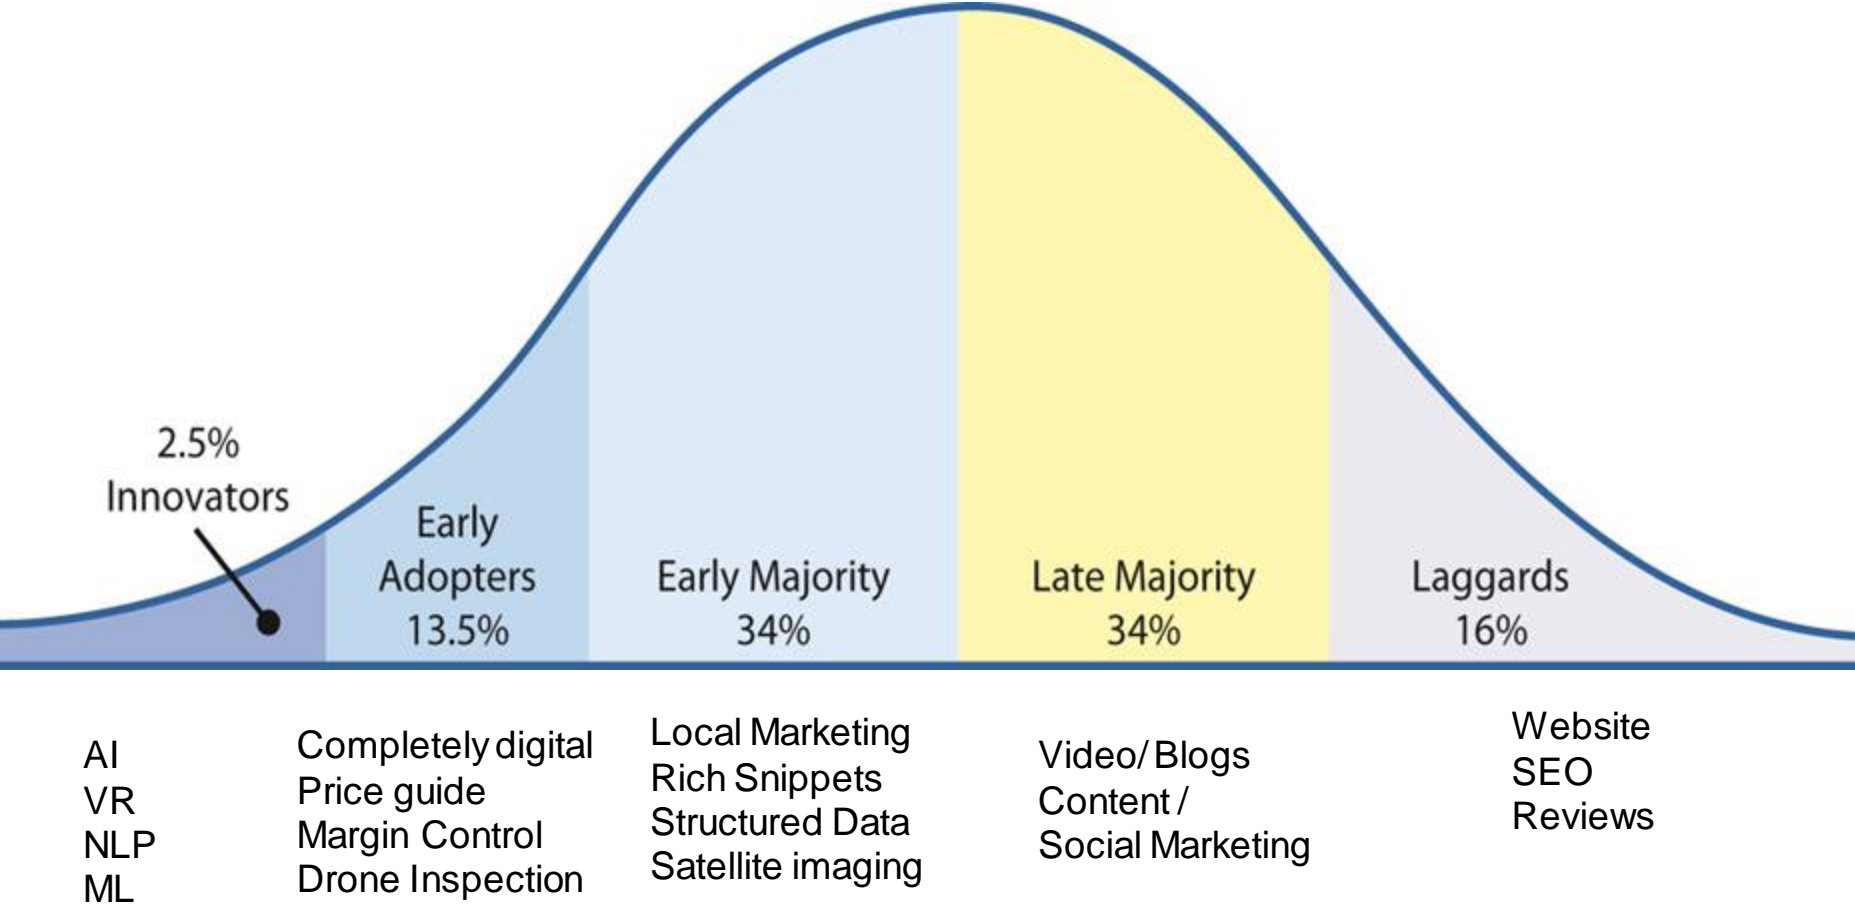 2.5%
Innovators
Early
Adopters
13.5%
Early Majority
34%
Late Majority
34%
Laggards
16%
AI
VR
NLP
ML
Completely digital
Price guide
Margin Control
Drone Inspection
Local Marketing
Rich Snippets
Structured Data
Satellite imaging
Video/ Blogs
Content /
Social Marketing
Website
SEO
Reviews